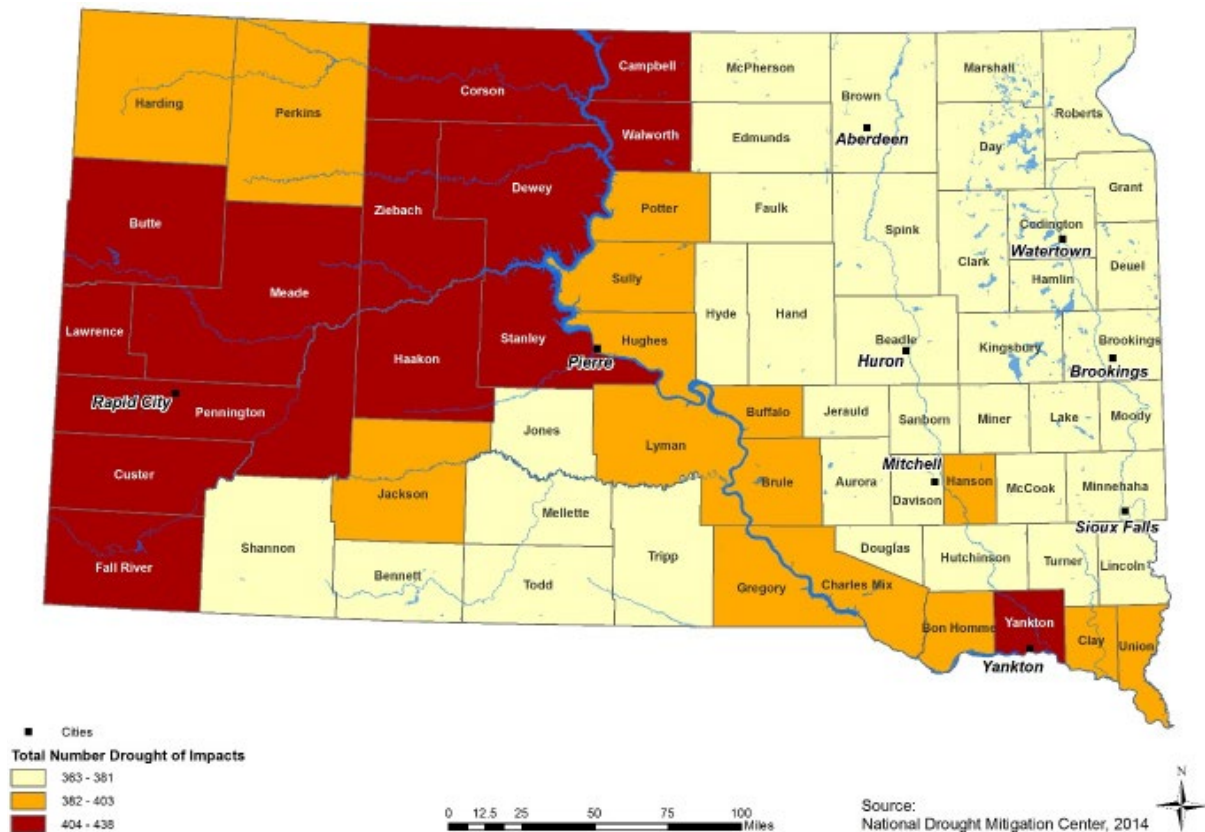 Harding
Perkins
Corson
Campbell
McPherson
Brown
Marshall
Roberts
Walworth
Edmunds
Aberdeen
Day
Butte
Ziebach
Dewey
Potter
Faulk
Spink
Grant
Codington
Watertown
Clark
Deuel
Hamlin
Meade
Sully
Hyde
Hand
Lawrence
Haakon
Stanley
Hughes
Pierre
Beadle
Huron
Kingsbury
Brookings
Brookings
Rapid City
Pennington
Jones
Lyman
Buffalo
Jerauld
Sanborn
Miner
Lake
Moody
Custer
Jackson
Mellette
Brule
Aurora
Mitchell
Davison
Hanson
McCook
Minnehaha
Sioux Falls
Shannon
Fall River
Bennett
Todd
Tripp
Gregory
Charles Mix
Douglas
Hutchinson
Turner
Lincoln
Bon Homme
Yankton
Clay
Union
Yankton
Cities
Total Number Drought of Impacts
363 - 381
382 - 403
404 - 438
0 12.5 25 50 75 100
Miles
Source:
National Drought Mitigation Center, 2014
N